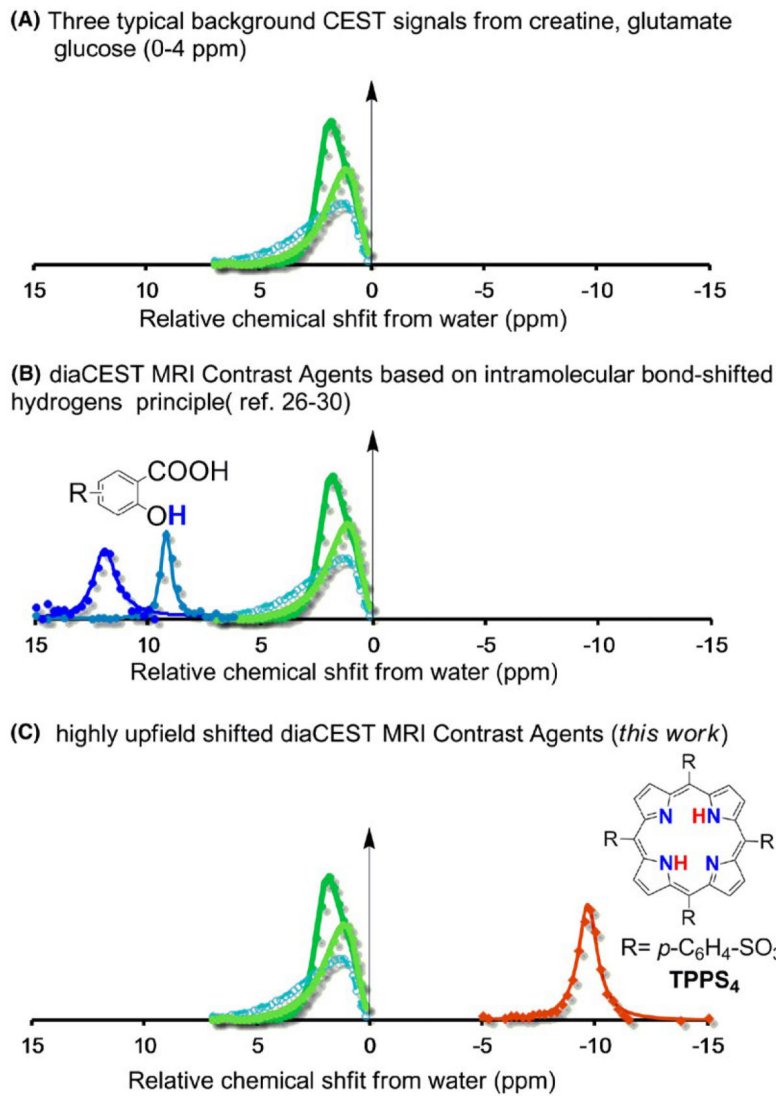 (A) Three typical background CEST signals from creatine, glutamate
glucose (0-4 ppm)
15 10 5 0 -5 -10 -15
Relative chemical shfit from water (ppm)
(B) diaCEST MRI Contrast Agents based on intramolecular bond-shifted
hydrogens principle( ref. 26-30)
COOH
R
OH
15 10 5 0 -5 -10 -15
Relative chemical shfit from water (ppm)
(C) highly upfield shifted diaCEST MRI Contrast Agents (this work)
R
N HN
R R
NH N
R
R= p-C6H4-SO3
TPPS4
15 10 5 0 -5 -10 -15
Relative chemical shfit from water (ppm)